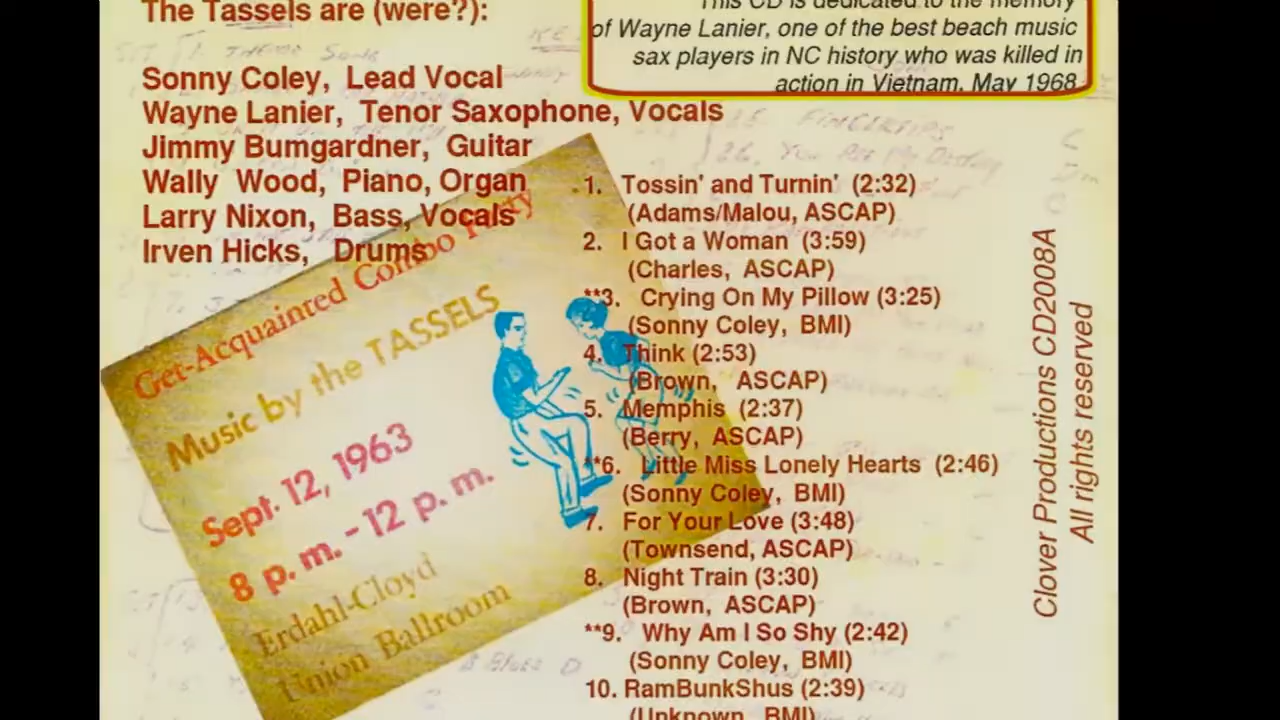 The Tassels are (were?):
Sonny Coley, Lead Vocal
Wayne Lanier, Tenor Saxophone, Vocals
Jimmy Bumgardner, Guitar
Wally Wood, Piano, Organ
Larry Nixon, Bass, Vocals
Irven Hicks, Drums
This CD is dedicated to the memory
of Wayne Lanier, one of the best beach music
sax players in NC history who was killed in
action in Vietnam, May 1968
Get-Acquainted Combo Party
Music by the TASSELS
Sept. 12, 1963
8 p. m. - 12 p. m.
Erdahl-Cloyd
Union Ballroom
1. Tossin' and Turnin' (2:32)
(Adams/Malou, ASCAP)
2. I Got a Woman (3:59)
(Charles, ASCAP)
**3. Crying On My Pillow (3:25)
(Sonny Coley, BMI)
4. Think (2:53)
(Brown, ASCAP)
5. Memphis (2:37)
(Berry, ASCAP)
**6. Little Miss Lonely Hearts (2:46)
(Sonny Coley, BMI)
7. For Your Love (3:48)
(Townsend, ASCAP)
8. Night Train (3:30)
(Brown, ASCAP)
**9. Why Am I So Shy (2:42)
(Sonny Coley, BMI)
10. RamBunkShus (2:39)
(Unknown, BMI)
Clover Productions CD2008A
All rights reserved
FINGERTIPS
26. You Are My Destiny